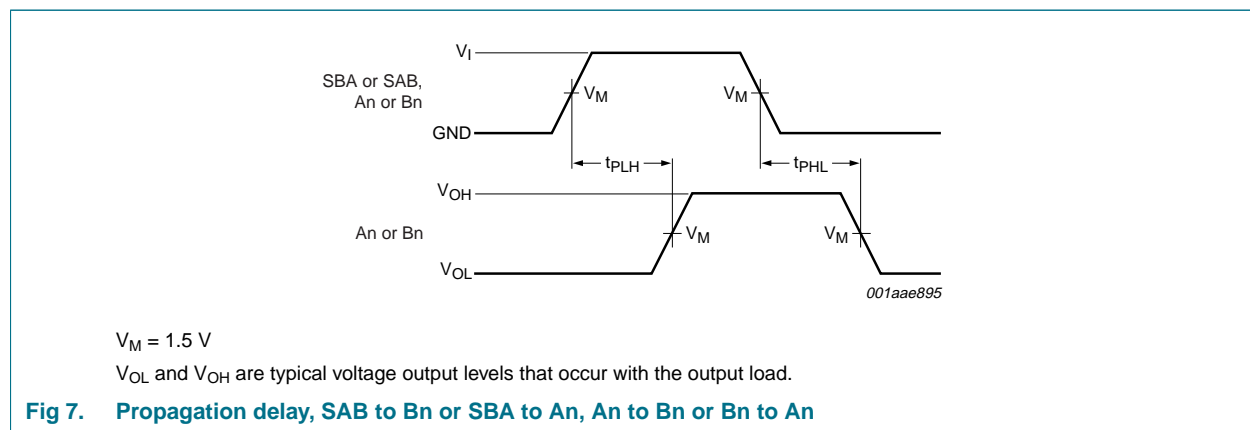 VI
SBA or SAB,
An or Bn
VM
VM
GND
tPLH
tPHL
VOH
An or Bn
VM
VM
VOL
001aae895
VM = 1.5 V
VOL and VOH are typical voltage output levels that occur with the output load.
Fig 7. Propagation delay, SAB to Bn or SBA to An, An to Bn or Bn to An